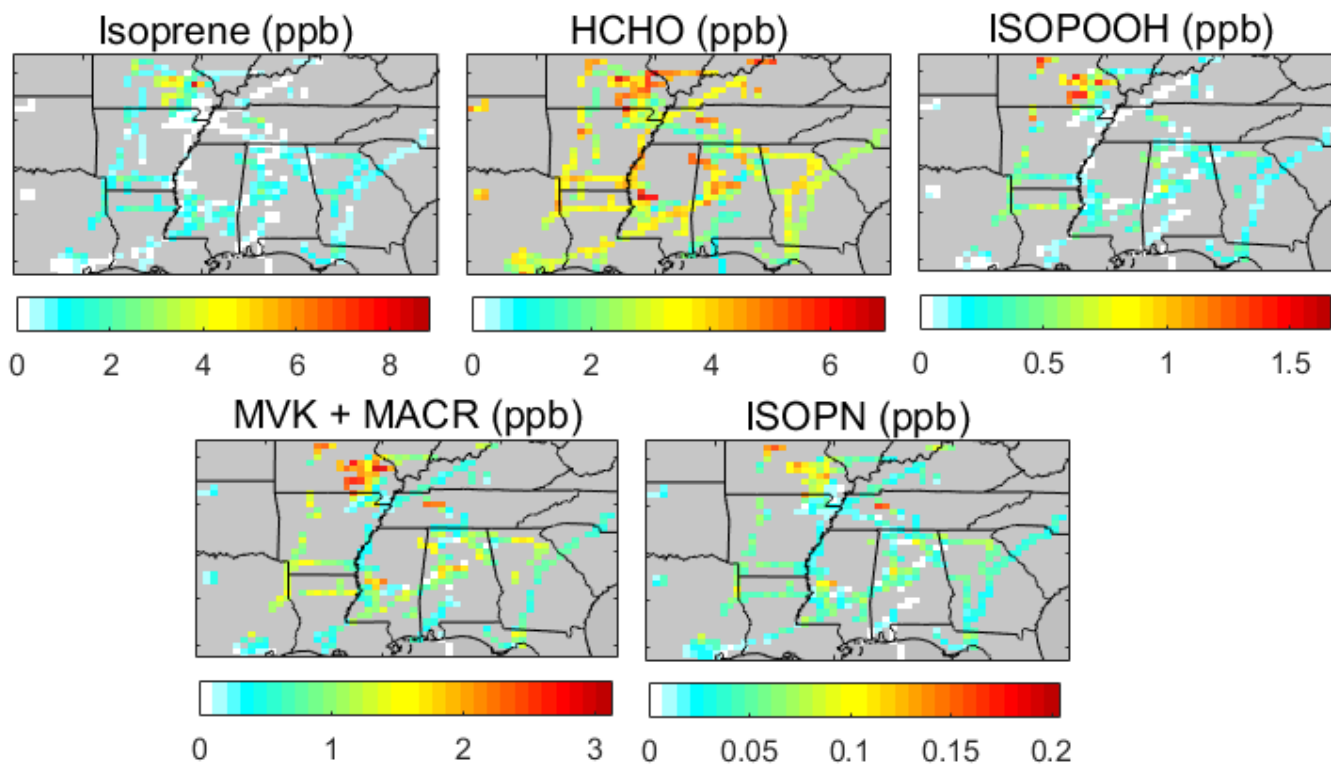 Isoprene (ppb) HCHO (ppb) ISOPOOH (ppb)
0 2 4 6 8 0 2 4 6 0 0.5 1 1.5
MVK + MACR (ppb) ISOPN (ppb)
0 1 2 3 0 0.05 0.1 0.15 0.2